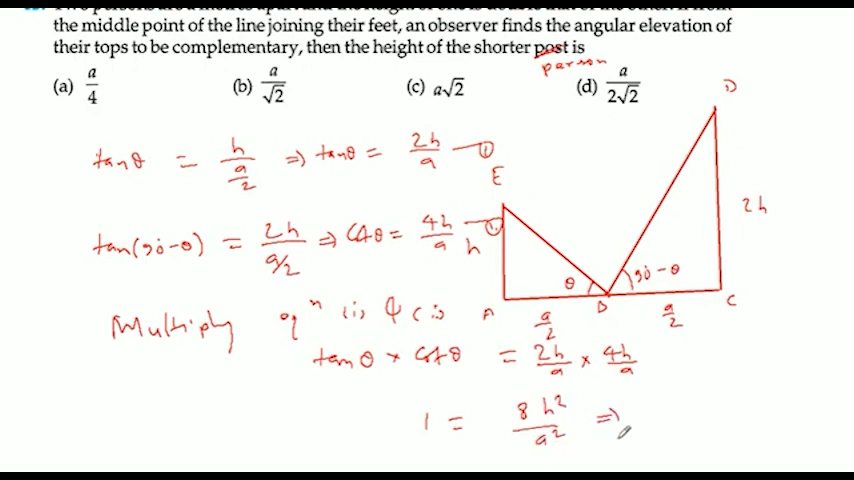 the middle point of the line joining their feet, an observer finds the angular elevation of
their tops to be complementary, then the height of the shorter post is
person
(a) a/4 (b) a/√2 (c) a√2 (d) a/2√2
D
tanθ = h/(a/2) ⇒ tanθ = 2h/a —(i)
E
2h
tan(90°-θ) = 2h/(a/2) ⇒ cotθ = 4h/a —(ii)
h
θ 90°-θ
A a/2 B a/2 C
Multiply eqⁿ (i) & (ii)
tanθ × cotθ = 2h/a × 4h/a
1 = 8h²/a² ⇒